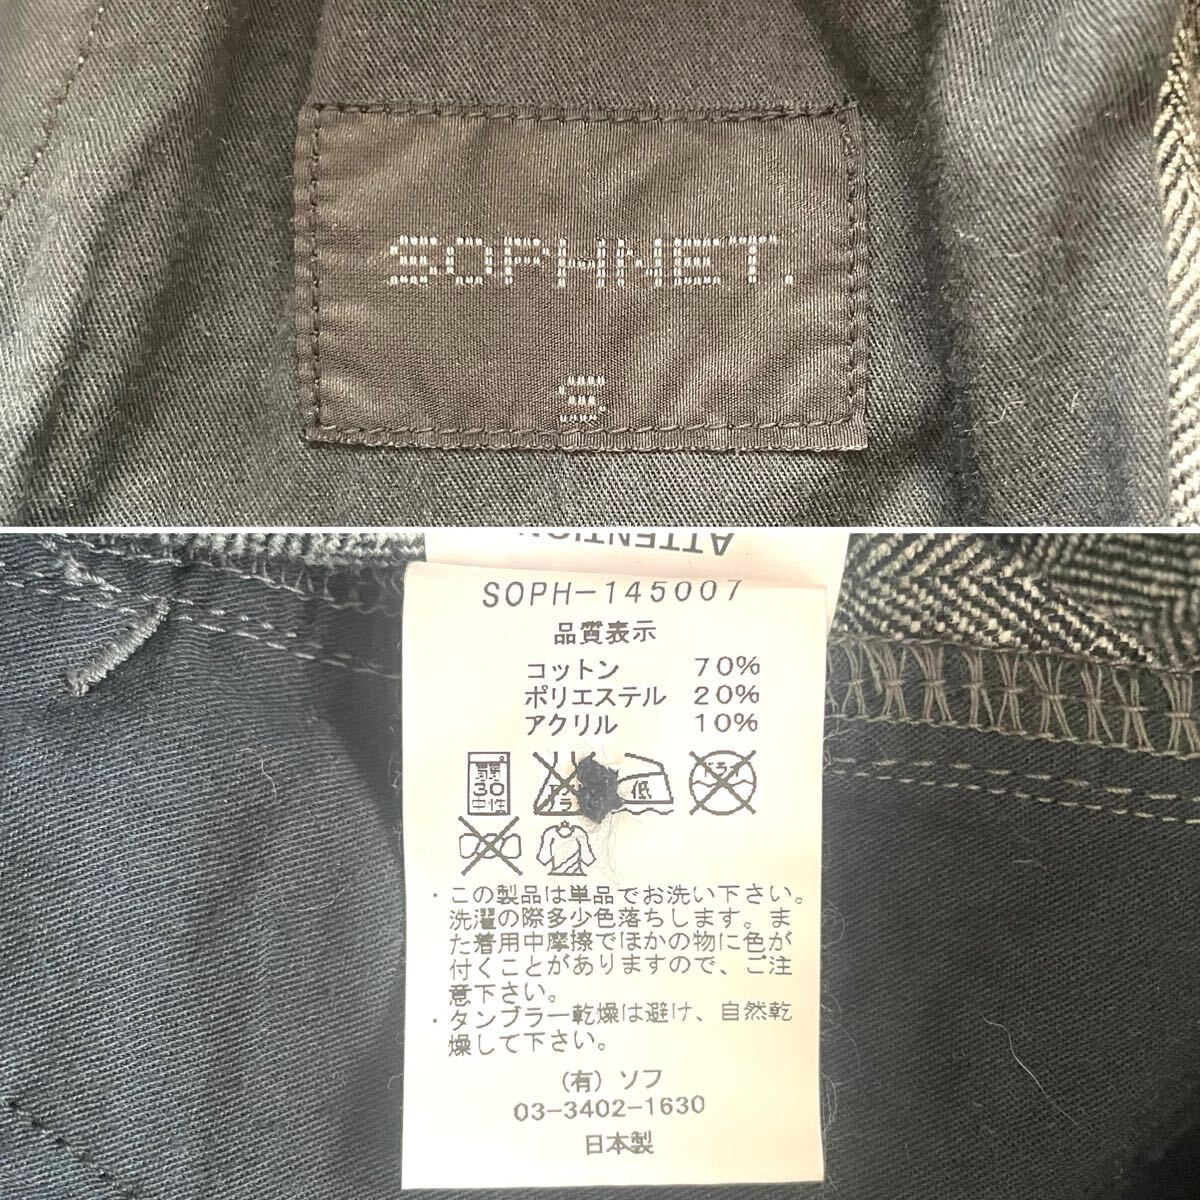 SOPHNET.
S
ATTENTION
SOPH-145007
品質表示
コットン 70%
ポリエステル 20%
アクリル 10%
弱
30
中性
低
ドライ
・この製品は単品でお洗い下さい。
洗濯の際多少色落ちします。ま
た着用中摩擦でほかの物に色が
付くことがありますので、ご注
意下さい。
・タンブラー乾燥は避け、自然乾
燥して下さい。
(有) ソフ
03-3402-1630
日本製